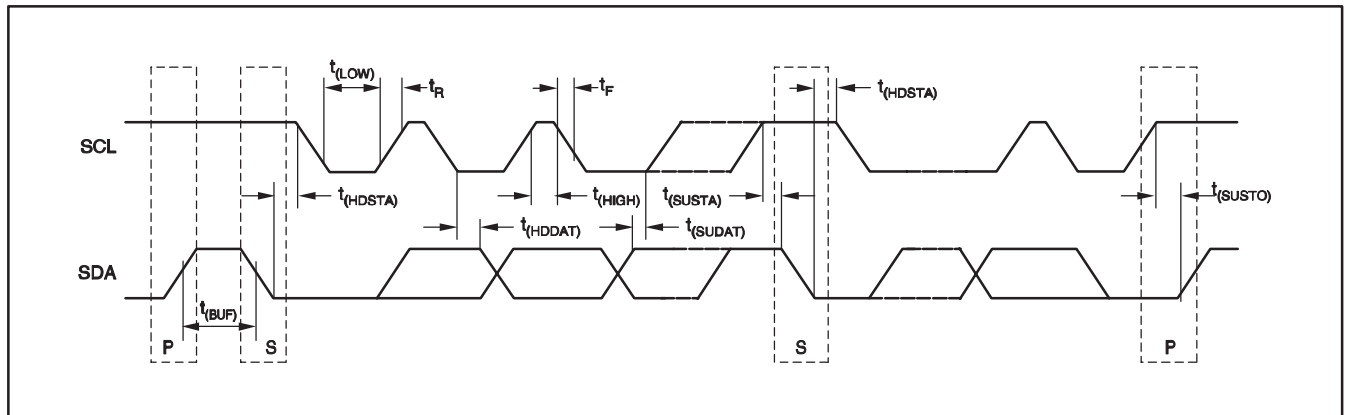 t(LOW)
tR
tF
t(HDSTA)
SCL
t(HDSTA)
t(HIGH)
t(SUSTA)
t(SUSTO)
t(HDDAT)
t(SUDAT)
SDA
t(BUF)
P
S
S
P